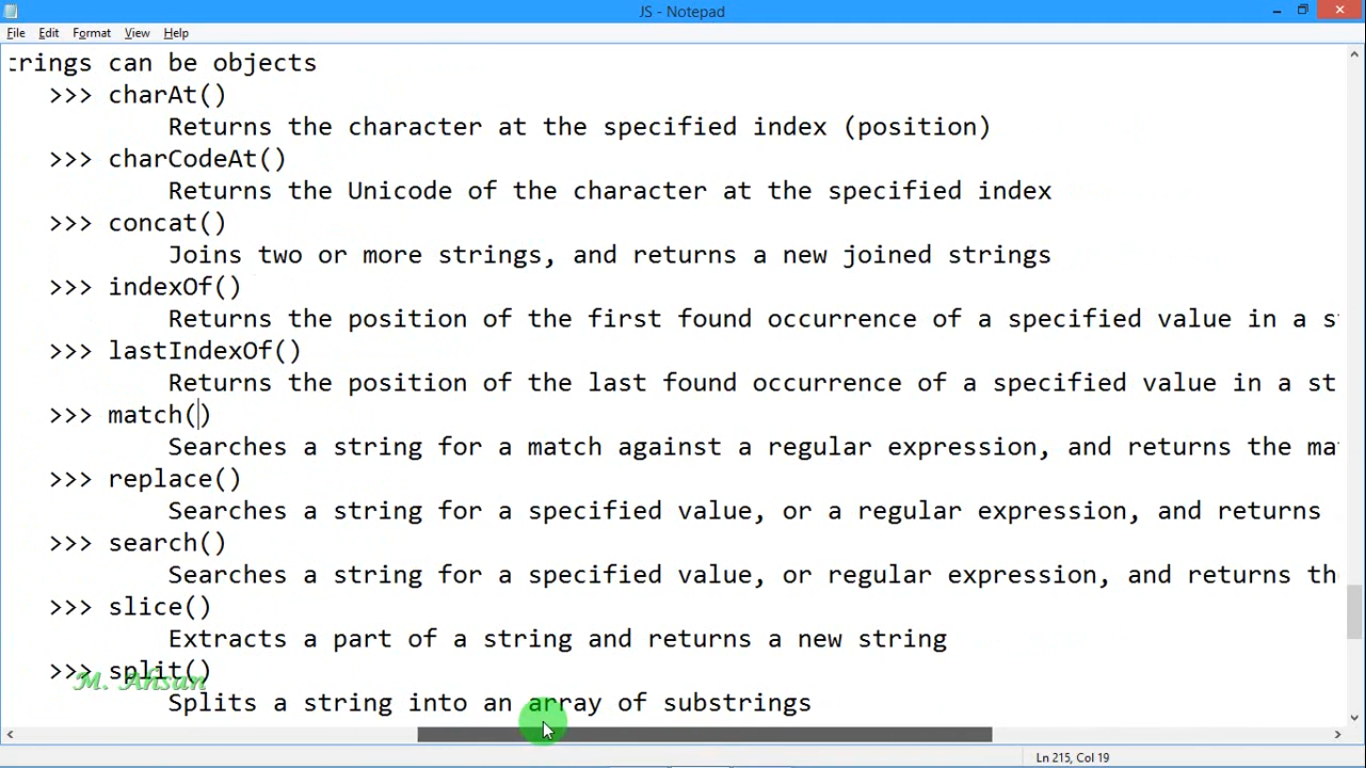 JS - Notepad
File Edit Format View Help
trings can be objects
>>> charAt()
Returns the character at the specified index (position)
>>> charCodeAt()
Returns the Unicode of the character at the specified index
>>> concat()
Joins two or more strings, and returns a new joined strings
>>> indexOf()
Returns the position of the first found occurrence of a specified value in a s
>>> lastIndexOf()
Returns the position of the last found occurrence of a specified value in a st
>>> match()
Searches a string for a match against a regular expression, and returns the ma
>>> replace()
Searches a string for a specified value, or a regular expression, and returns
>>> search()
Searches a string for a specified value, or regular expression, and returns th
>>> slice()
Extracts a part of a string and returns a new string
>>> split()
M. Ahsan
Splits a string into an array of substrings
Ln 215, Col 19